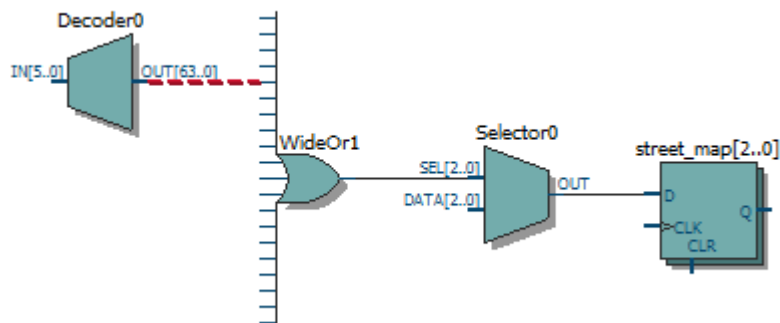 Decoder0
IN[5..0]
OUT[63..0]
WideOr1
Selector0
SEL[2..0]
DATA[2..0]
OUT
street_map[2..0]
D
CLK
CLR
Q